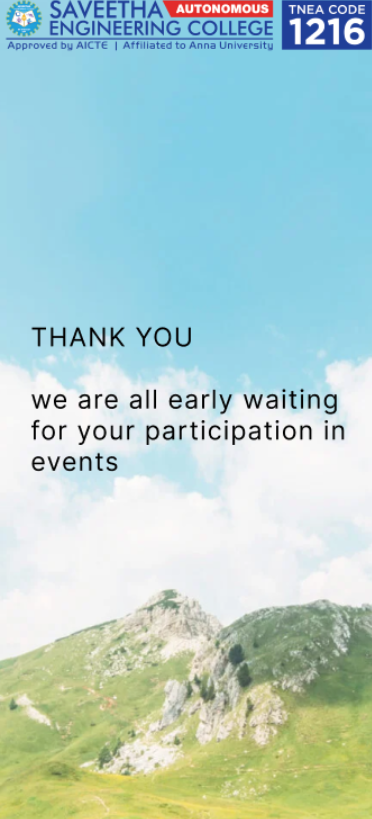 SAVEETHA AUTONOMOUS
ENGINEERING COLLEGE
Approved by AICTE | Affiliated to Anna University
TNEA CODE
1216
THANK YOU
we are all early waiting
for your participation in
events